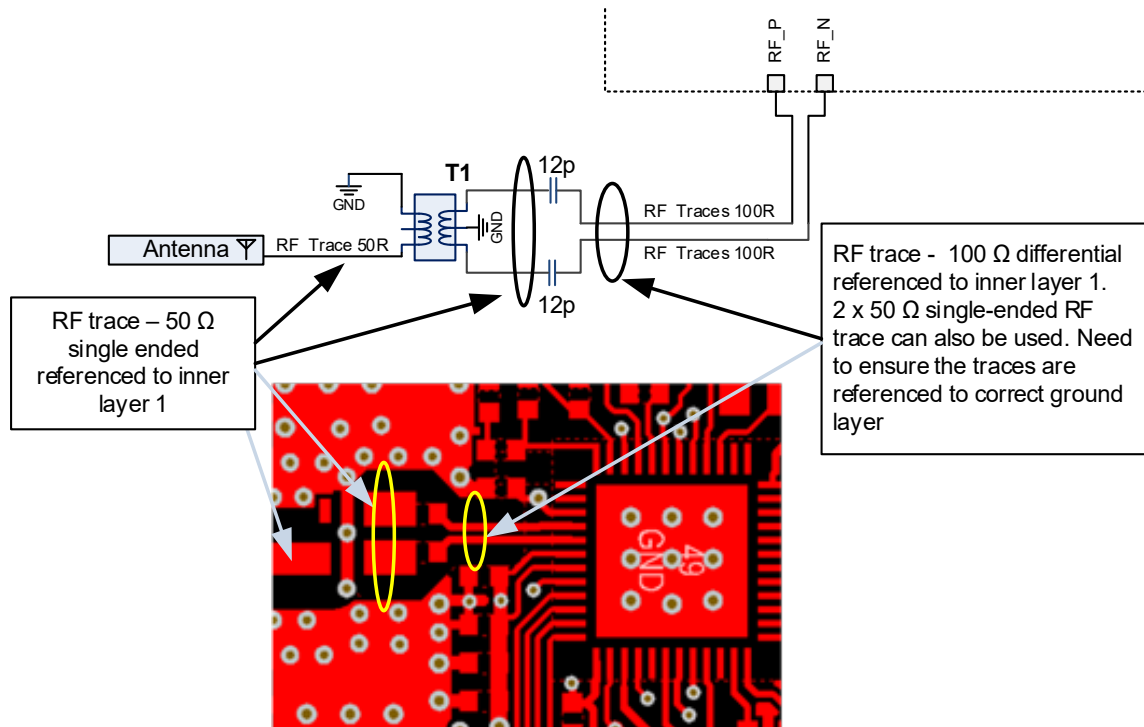 RF_P
RF_N
T1
12p
GND
GND
RF Traces 100R
Antenna
RF Trace 50R
RF Traces 100R
12p
RF trace – 50 Ω
single ended
referenced to inner
layer 1
RF trace - 100 Ω differential
referenced to inner layer 1.
2 x 50 Ω single-ended RF
trace can also be used. Need
to ensure the traces are
referenced to correct ground
layer
49
GND